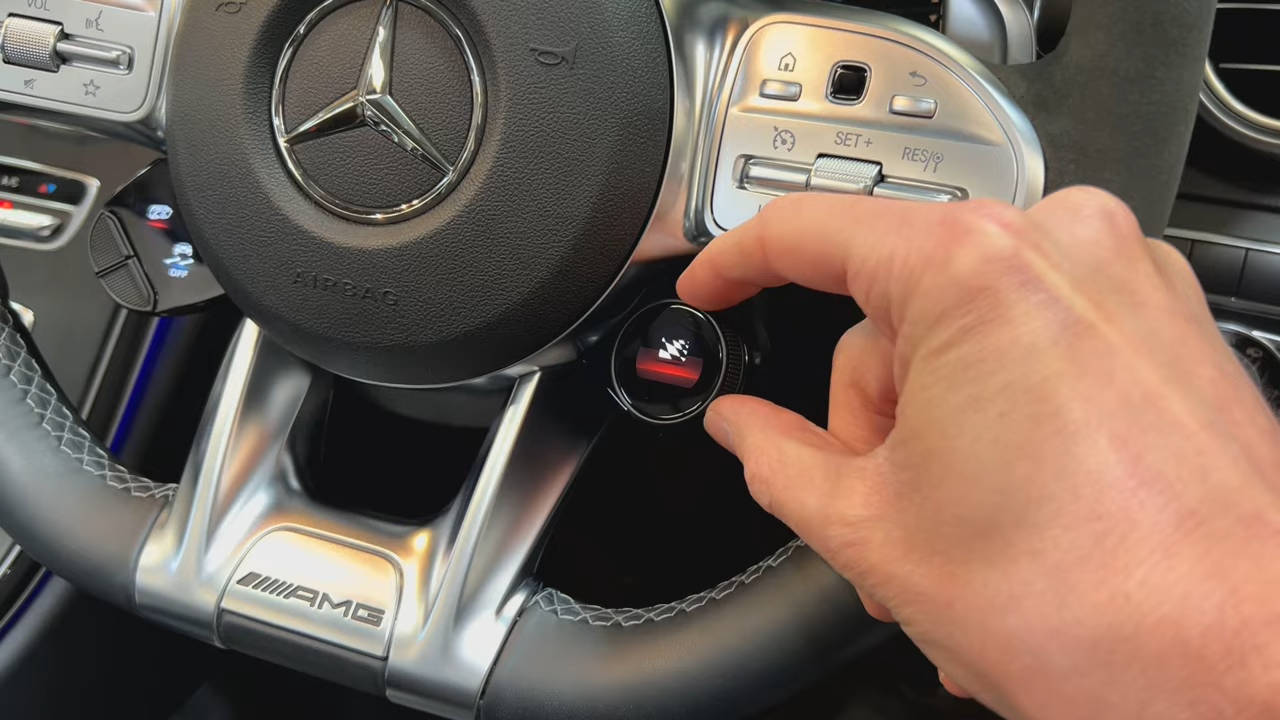 VOL
SET+
RES/
AIRBAG
OFF
AMG